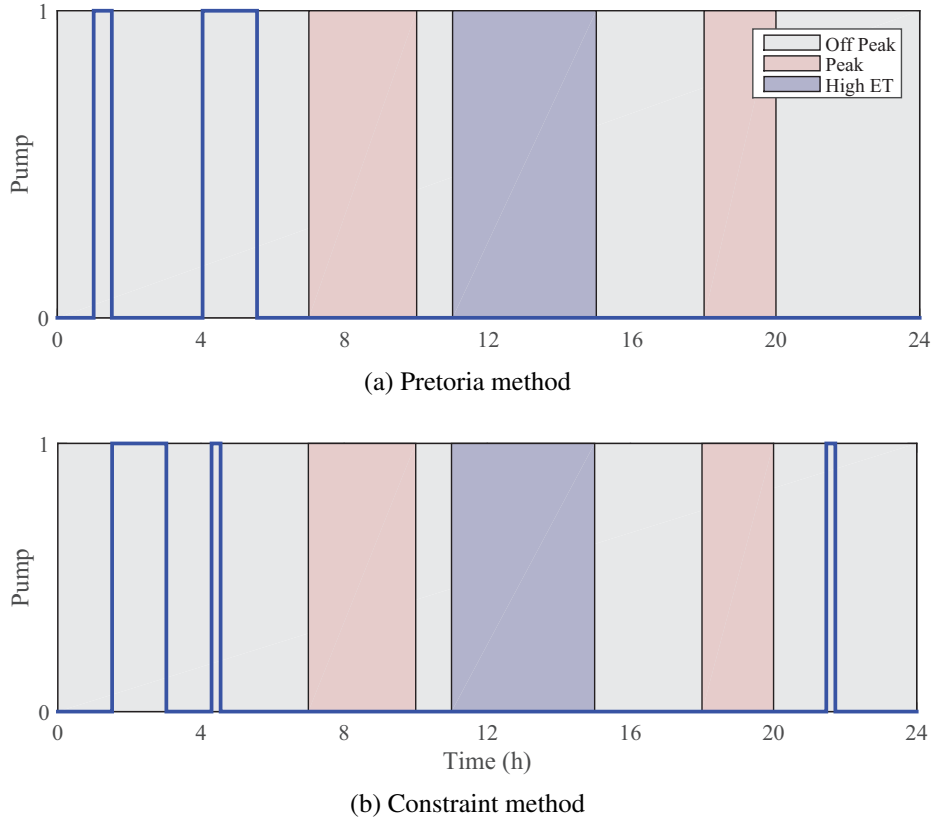 1
Off Peak
Peak
High ET
Pump
0
0 4 8 12 16 20 24
(a) Pretoria method
1
Pump
0
0 4 8 12 16 20 24
Time (h)
(b) Constraint method